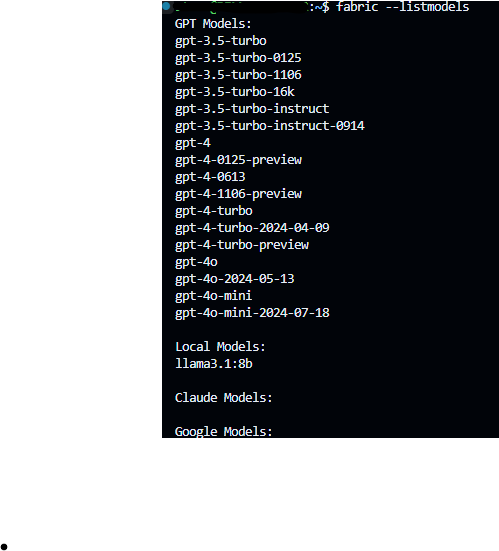 :~$ fabric --listmodels
GPT Models:
gpt-3.5-turbo
gpt-3.5-turbo-0125
gpt-3.5-turbo-1106
gpt-3.5-turbo-16k
gpt-3.5-turbo-instruct
gpt-3.5-turbo-instruct-0914
gpt-4
gpt-4-0125-preview
gpt-4-0613
gpt-4-1106-preview
gpt-4-turbo
gpt-4-turbo-2024-04-09
gpt-4-turbo-preview
gpt-4o
gpt-4o-2024-05-13
gpt-4o-mini
gpt-4o-mini-2024-07-18
Local Models:
llama3.1:8b
Claude Models:
Google Models: